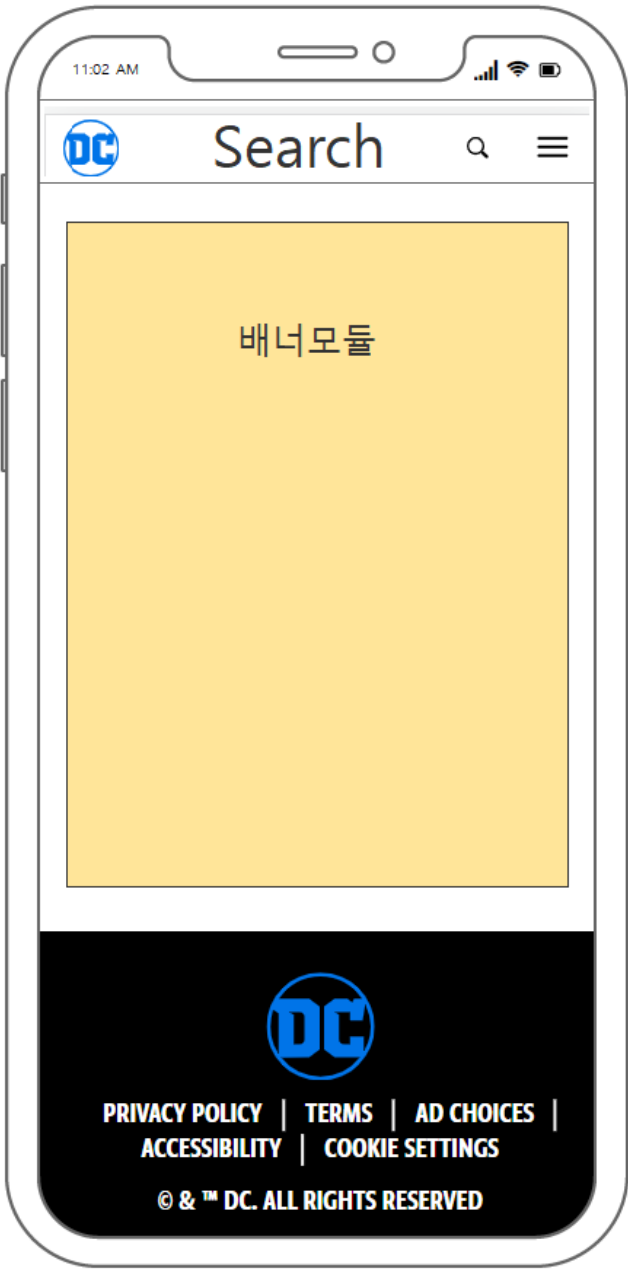 11:02 AM
DC Search
배너모듈
DC
PRIVACY POLICY | TERMS | AD CHOICES |
ACCESSIBILITY | COOKIE SETTINGS
© & ™ DC. ALL RIGHTS RESERVED